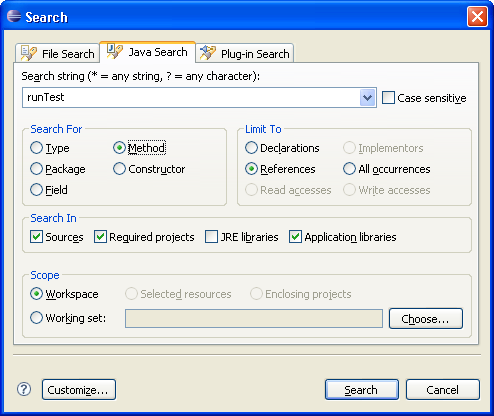 Search
File Search Java Search Plug-in Search
Search string (* = any string, ? = any character):
runTest Case sensitive
Search For Limit To
Type Method Declarations Implementors
Package Constructor References All occurrences
Field Read accesses Write accesses
Search In
Sources Required projects JRE libraries Application libraries
Scope
Workspace Selected resources Enclosing projects
Working set: Choose...
? Customize... Search Cancel